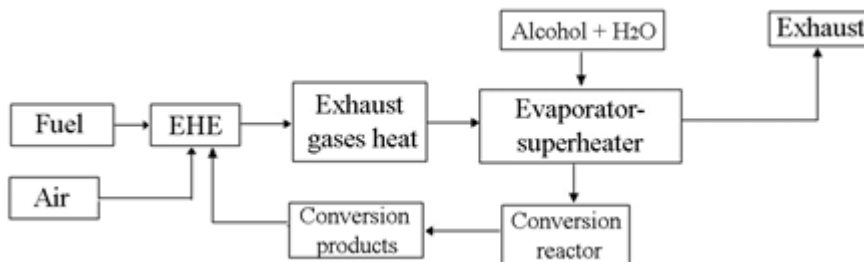 Alcohol + H2O
Exhaust
Fuel
EHE
Exhaust
gases heat
Evaporator-
superheater
Air
Conversion
products
Conversion
reactor